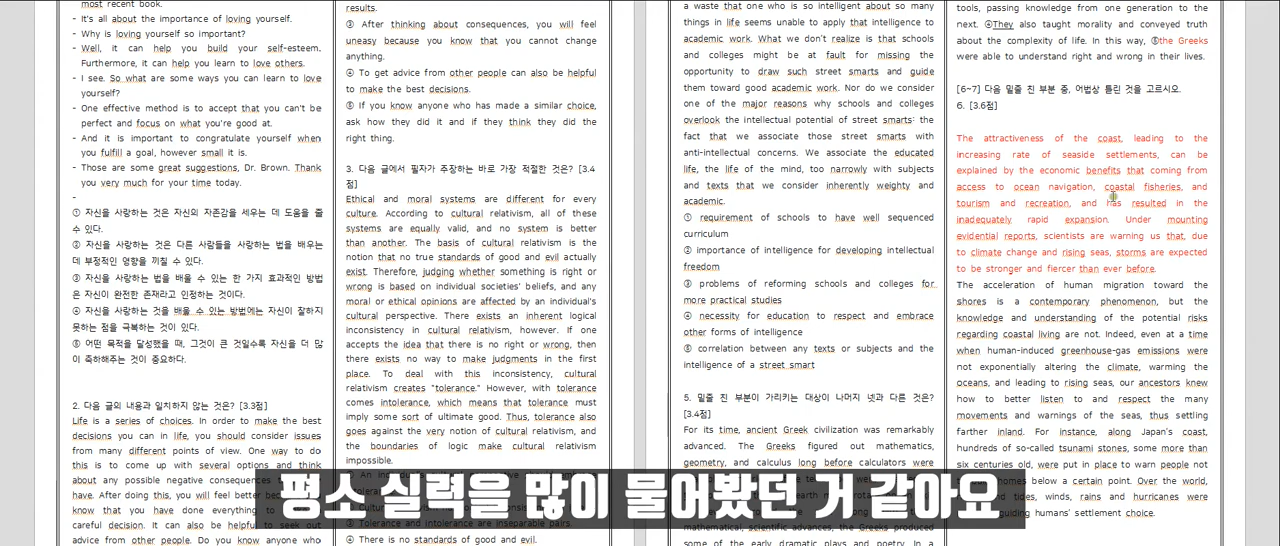 most recent book.
- It's all about the importance of loving yourself.
- Why is loving yourself so important?
- Well, it can help you build your self-esteem.
Furthermore, it can help you learn to love others.
- I see. So what are some ways you can learn to love
yourself?
- One effective method is to accept that you can't be
perfect and focus on what you're good at.
- And it is important to congratulate yourself when
you fulfill a goal, however small it is.
- Those are some great suggestions, Dr. Brown. Thank
you very much for your time today.
-
① 자신을 사랑하는 것은 자신의 자존감을 세우는 데 도움을 줄
수 있다.
② 자신을 사랑하는 것은 다른 사람들을 사랑하는 법을 배우는
데 부정적인 영향을 끼칠 수 있다.
③ 자신을 사랑하는 법을 배울 수 있는 한 가지 효과적인 방법
은 자신이 완전한 존재라고 인정하는 것이다.
④ 자신을 사랑하는 것을 배울 수 있는 방법에는 자신이 잘하지
못하는 점을 극복하는 것이 있다.
⑤ 어떤 목적을 달성했을 때, 그것이 큰 것일수록 자신을 더 많
이 축하해주는 것이 중요하다.
2. 다음 글의 내용과 일치하지 않는 것은? [3.3점]
Life is a series of choices. In order to make the best
decisions you can in life, you should consider issues
from many different points of view. One way to do
this is to come up with several options and think
about any possible negative consequences
have. After doing this, you will feel better
know that you have done everything to
careful decision. It can also be helpful to seek out
advice from other people. Do you know anyone who
results.
③ After thinking about consequences, you will feel
uneasy because you know that you cannot change
anything.
④ To get advice from other people can also be helpful
to make the best decisions.
⑤ If you know anyone who has made a similar choice,
ask how they did it and if they think they did the
right thing.
3. 다음 글에서 필자가 주장하는 바로 가장 적절한 것은? [3.4
점]
Ethical and moral systems are different for every
culture. According to cultural relativism, all of these
systems are equally valid, and no system is better
than another. The basis of cultural relativism is the
notion that no true standards of good and evil actually
exist. Therefore, judging whether something is right or
wrong is based on individual societies' beliefs, and any
moral or ethical opinions are affected by an individual's
cultural perspective. There exists an inherent logical
inconsistency in cultural relativism, however. If one
accepts the idea that there is no right or wrong, then
there exists no way to make judgments in the first
place. To deal with this inconsistency, cultural
relativism creates "tolerance." However, with tolerance
comes intolerance, which means that tolerance must
imply some sort of ultimate good. Thus, tolerance also
goes against the very notion of cultural relativism, and
the boundaries of logic make cultural relativism
impossible.
③ Tolerance and intolerance are inseparable pairs.
④ There is no standards of good and evil.
a waste that one who is so intelligent about so many
things in life seems unable to apply that intelligence to
academic work. What we don't realize is that schools
and colleges might be at fault for missing the
opportunity to draw such street smarts and guide
them toward good academic work. Nor do we consider
one of the major reasons why schools and colleges
overlook the intellectual potential of street smarts: the
fact that we associate those street smarts with
anti-intellectual concerns. We associate the educated
life, the life of the mind, too narrowly with subjects
and texts that we consider inherently weighty and
academic.
① requirement of schools to have well sequenced
curriculum
② importance of intelligence for developing intellectual
freedom
③ problems of reforming schools and colleges for
more practical studies
④ necessity for education to respect and embrace
other forms of intelligence
⑤ correlation between any texts or subjects and the
intelligence of a street smart
5. 밑줄 친 부분이 가리키는 대상이 나머지 넷과 다른 것은?
[3.4점]
For its time, ancient Greek civilization was remarkably
advanced. The Greeks figured out mathematics,
geometry, and calculus long before calculators were
mathematical, scientific advances, the Greeks produced
some of the early dramatic plays and poetry. In a
tools, passing knowledge from one generation to the
next. ④They also taught morality and conveyed truth
about the complexity of life. In this way, ⑤the Greeks
were able to understand right and wrong in their lives.
[6~7] 다음 밑줄 친 부분 중, 어법상 틀린 것을 고르시오.
6. [3.6점]
The attractiveness of the coast, leading to the
increasing rate of seaside settlements, can be
explained by the economic benefits that coming from
access to ocean navigation, coastal fisheries, and
tourism and recreation, and has resulted in the
inadequately rapid expansion. Under mounting
evidential reports, scientists are warning us that, due
to climate change and rising seas, storms are expected
to be stronger and fiercer than ever before.
The acceleration of human migration toward the
shores is a contemporary phenomenon, but the
knowledge and understanding of the potential risks
regarding coastal living are not. Indeed, even at a time
when human-induced greenhouse-gas emissions were
not exponentially altering the climate, warming the
oceans, and leading to rising seas, our ancestors knew
how to better listen to and respect the many
movements and warnings of the seas, thus settling
farther inland. For instance, along Japan's coast,
hundreds of so-called tsunami stones, some more than
six centuries old, were put in place to warn people not
homes below a certain point. Over the world,
tides, winds, rains and hurricanes were
guiding humans' settlement choice.
평소 실력을 많이 물어봤던 거 같아요